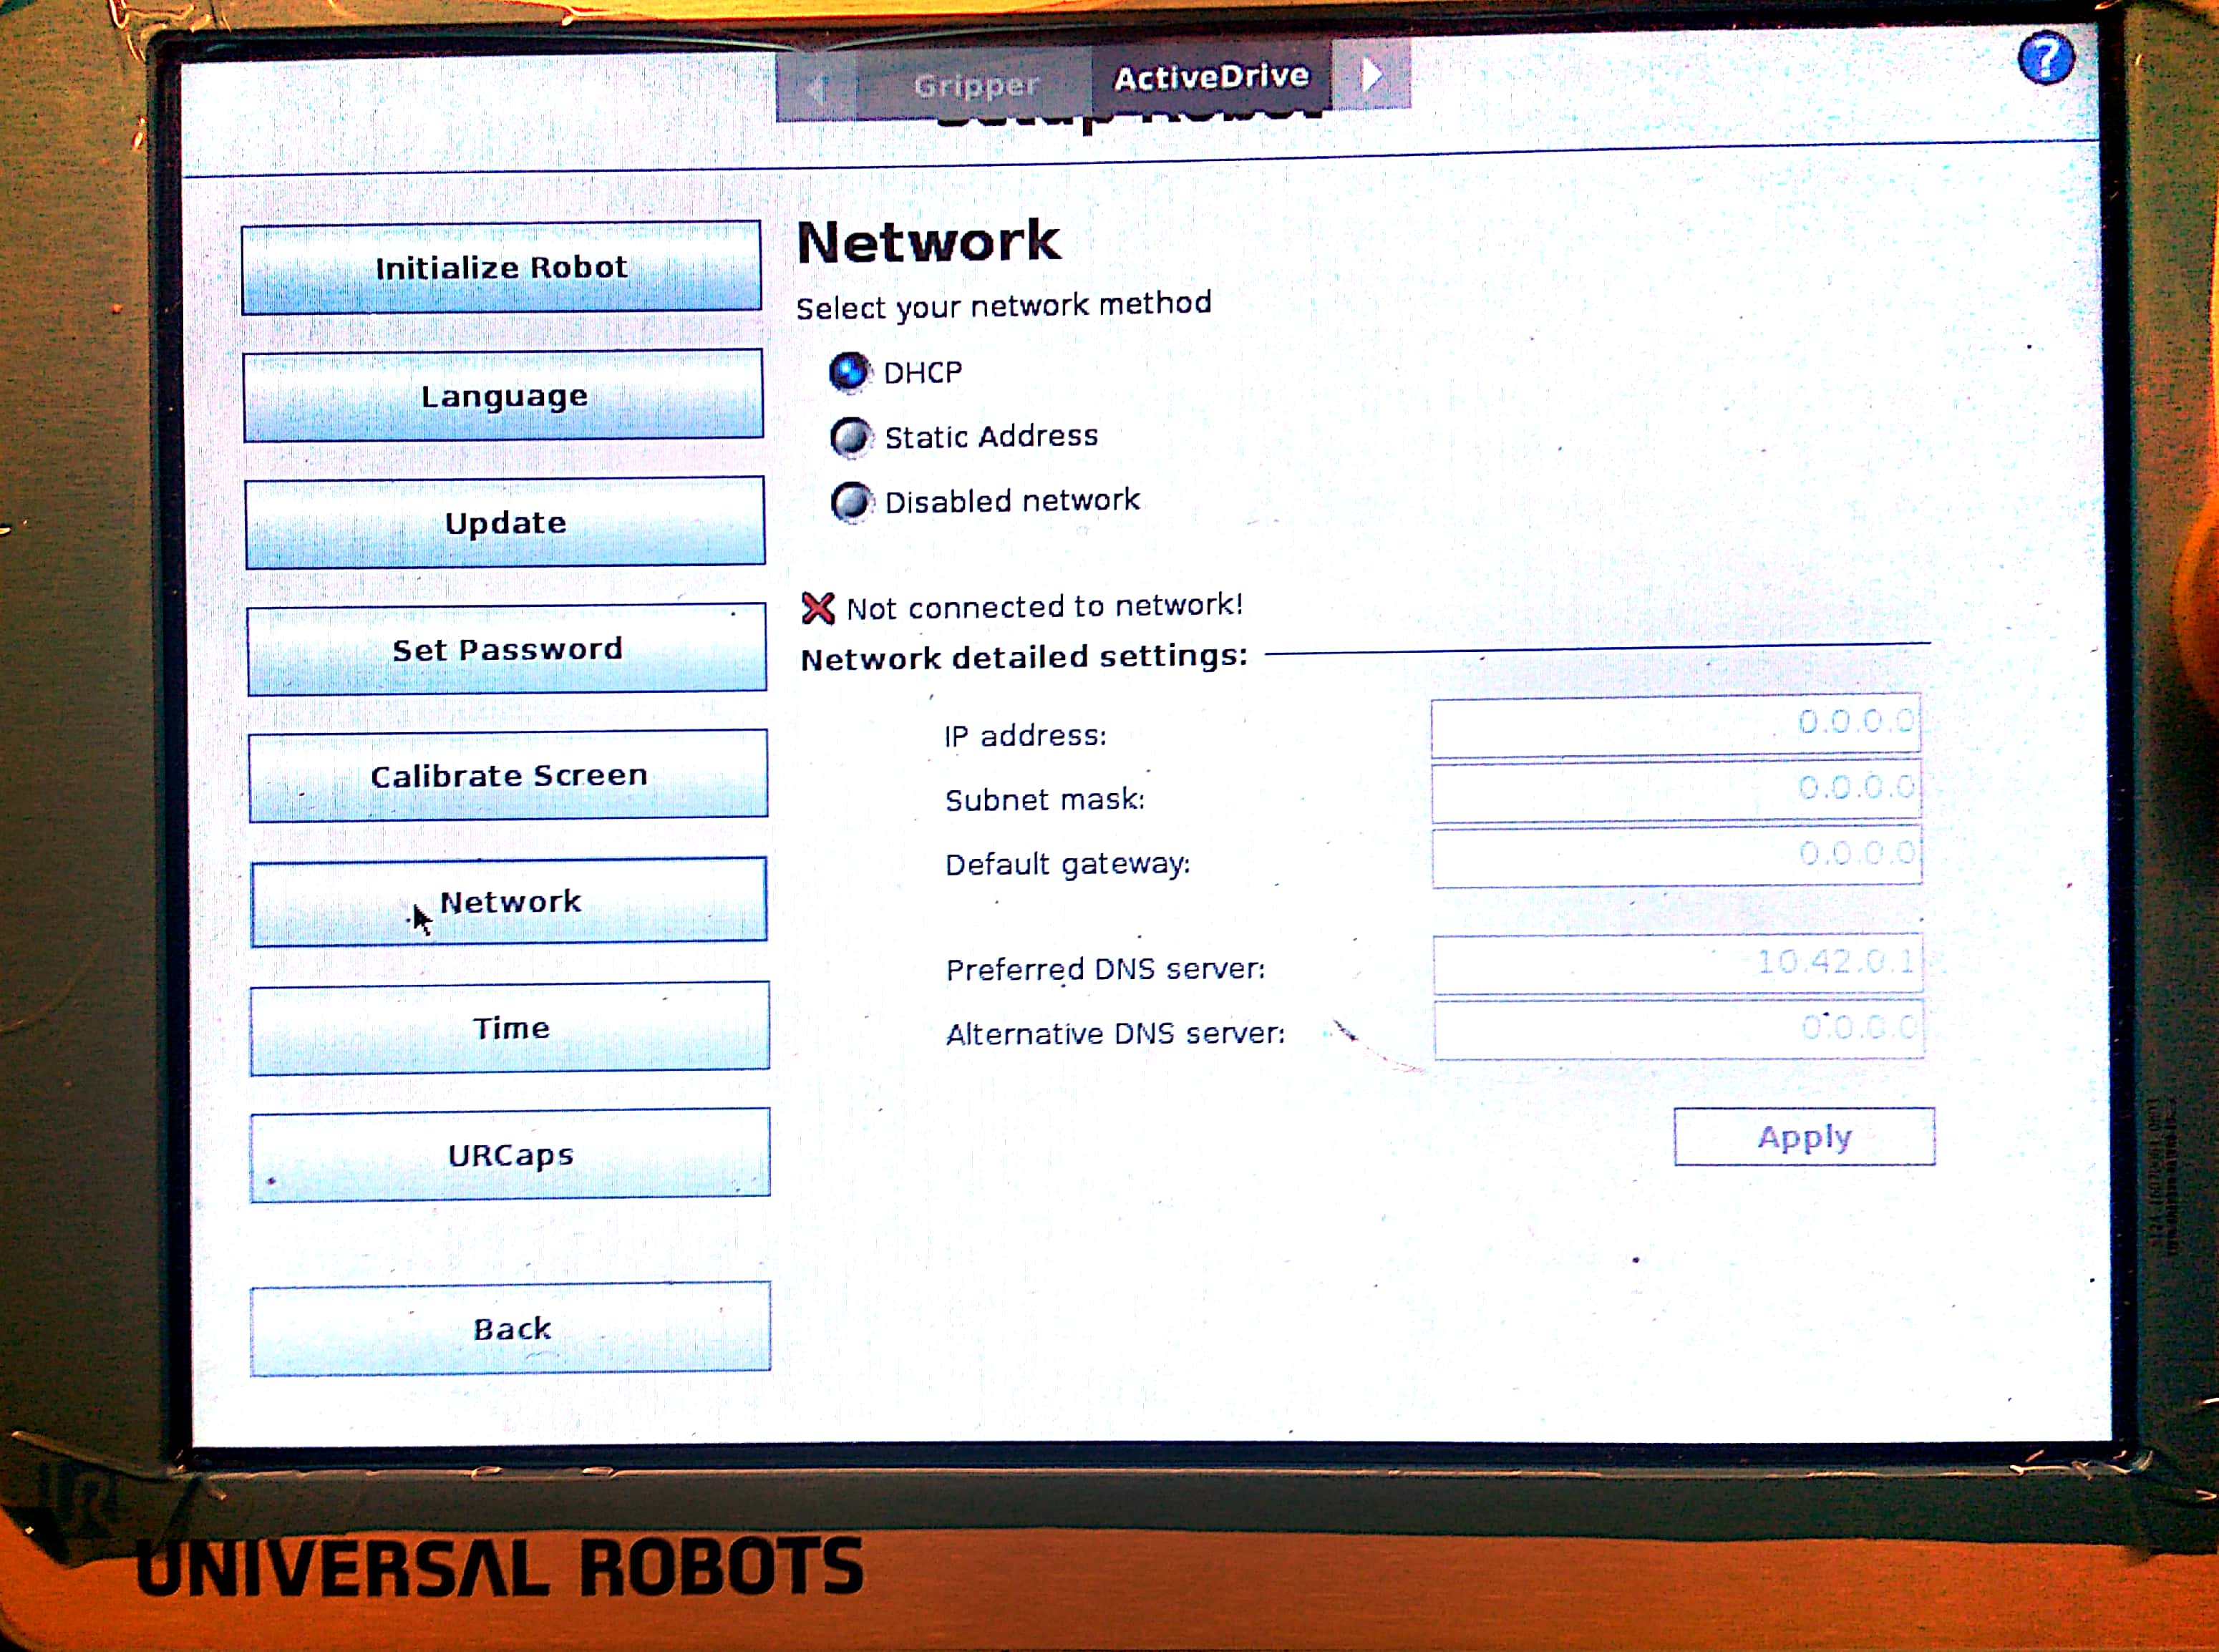 Gripper
ActiveDrive
?
Setup Robot
Initialize Robot
Language
Update
Set Password
Calibrate Screen
Network
Time
URCaps
Back
Network
Select your network method
DHCP
Static Address
Disabled network
Not connected to network!
Network detailed settings:
IP address: 0.0.0.0
Subnet mask: 0.0.0.0
Default gateway: 0.0.0.0
Preferred DNS server: 10.42.0.1
Alternative DNS server: 0.0.0.0
Apply
UNIVERSAL ROBOTS